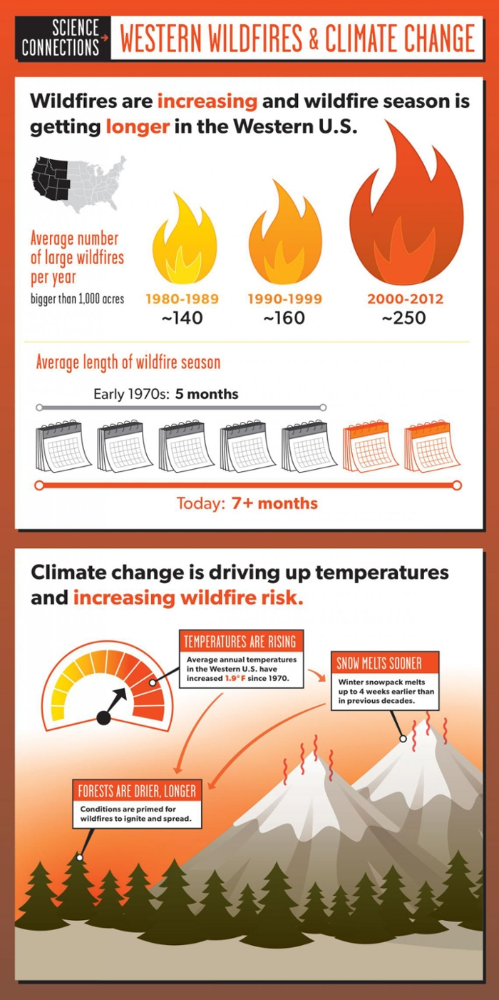 SCIENCE
CONNECTIONS
WESTERN WILDFIRES & CLIMATE CHANGE
Wildfires are increasing and wildfire season is
getting longer in the Western U.S.
Average number
of large wildfires
per year
bigger than 1,000 acres
1980-1989
~140
1990-1999
~160
2000-2012
~250
Average length of wildfire season
Early 1970s: 5 months
Today: 7+ months
Climate change is driving up temperatures
and increasing wildfire risk.
TEMPERATURES ARE RISING
Average annual temperatures
in the Western U.S. have
increased 1.9°F since 1970.
SNOW MELTS SOONER
Winter snowpack melts
up to 4 weeks earlier than
in previous decades.
FORESTS ARE DRIER, LONGER
Conditions are primed for
wildfires to ignite and spread.